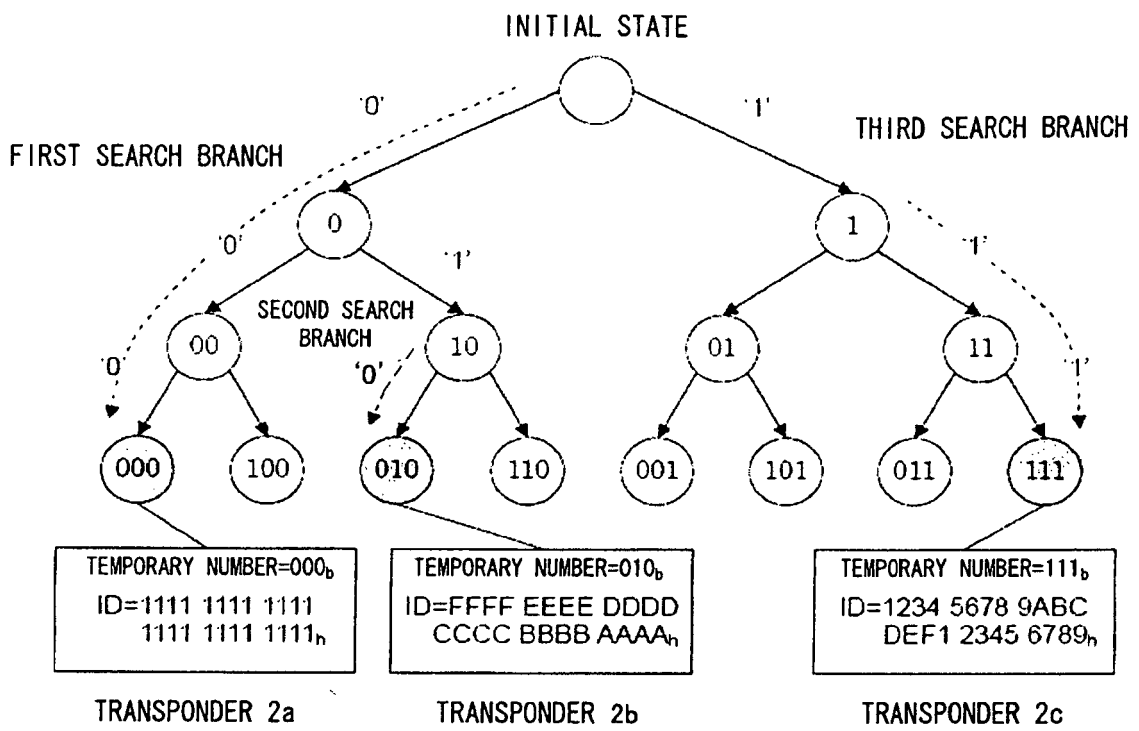 INITIAL STATE
'0'
'1'
THIRD SEARCH BRANCH
FIRST SEARCH BRANCH
0
1
'0'
'1'
'1'
SECOND SEARCH
BRANCH
00
10
01
11
'0'
'0'
'1'
000
100
010
110
001
101
011
111
TEMPORARY NUMBER=000b
ID=1111 1111 1111
1111 1111 1111h
TEMPORARY NUMBER=010b
ID=FFFF EEEE DDDD
CCCC BBBB AAAAh
TEMPORARY NUMBER=111b
ID=1234 5678 9ABC
DEF1 2345 6789h
TRANSPONDER 2a
TRANSPONDER 2b
TRANSPONDER 2c